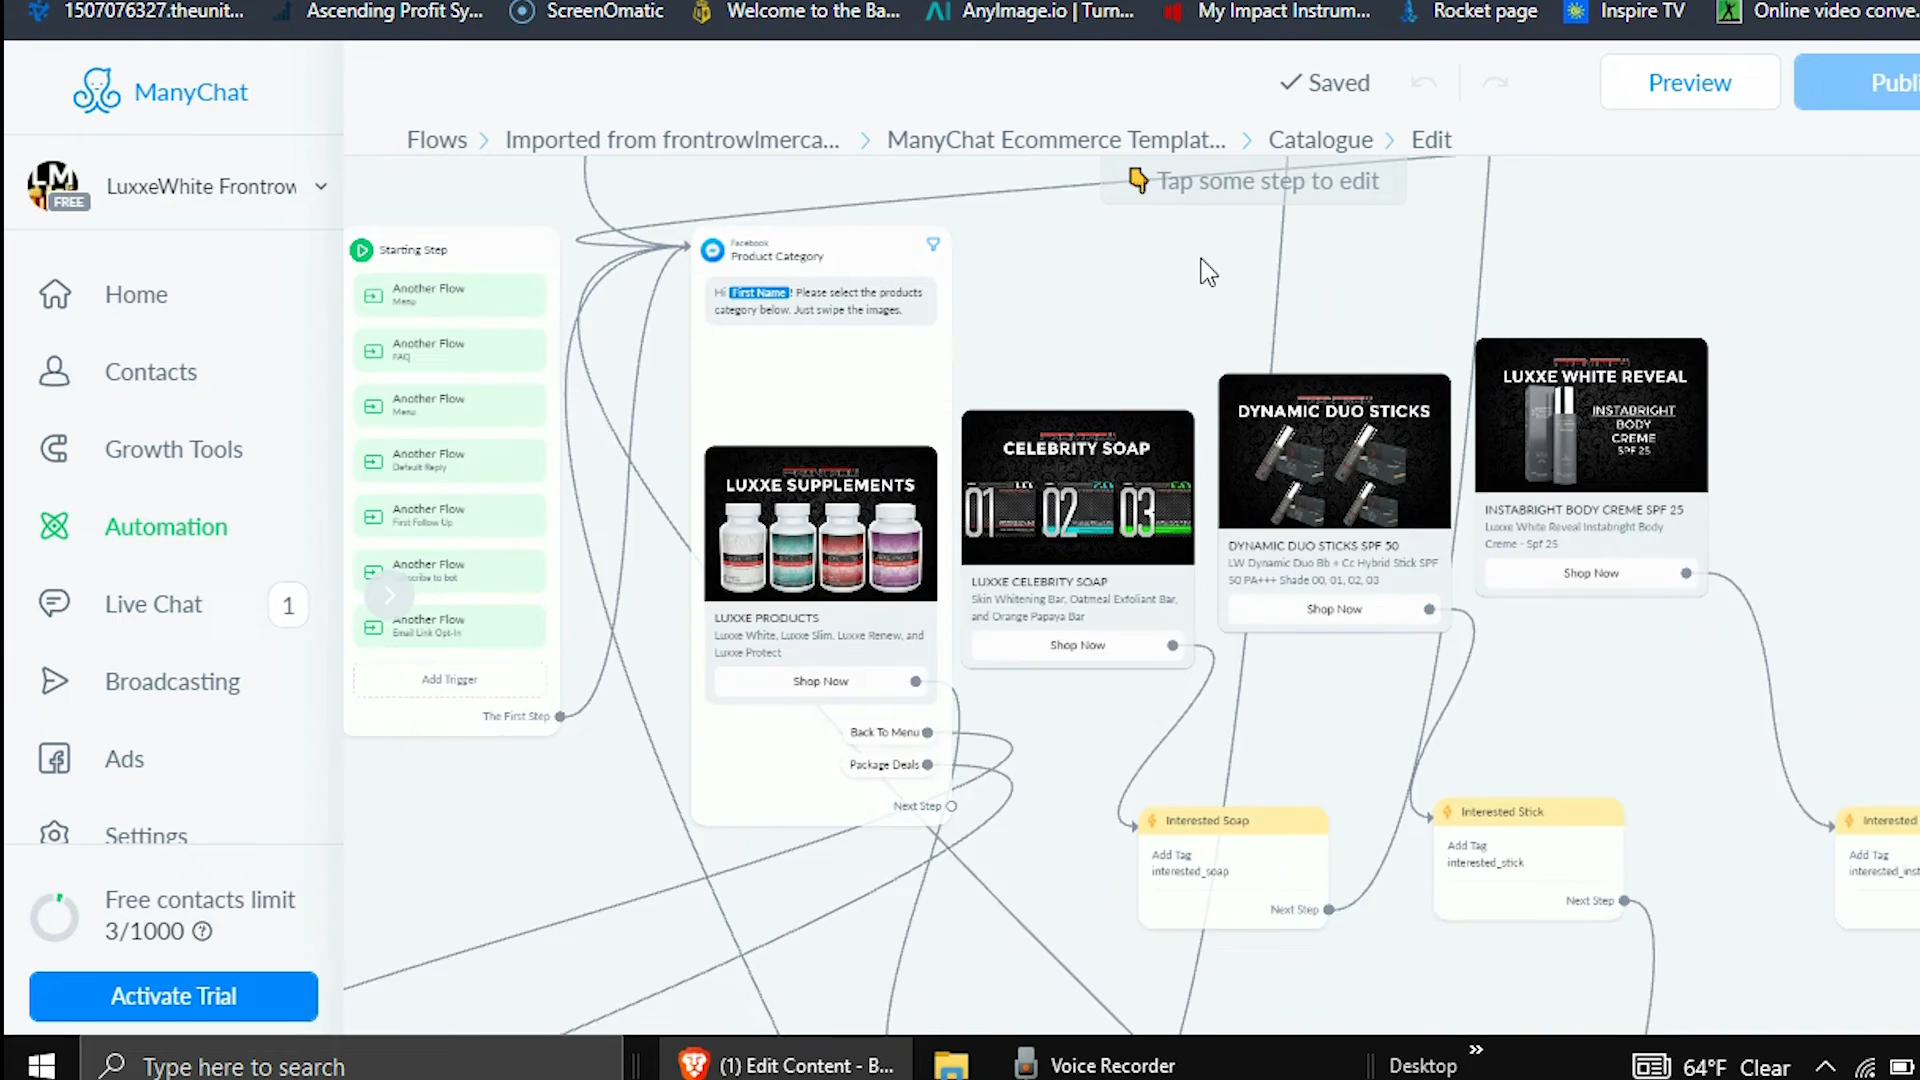 1507076327.theunit...
Ascending Profit Sy...
ScreenOmatic
Welcome to the Ba...
AnyImage.io | Turn...
My Impact Instrum...
Rocket page
Inspire TV
Online video conve.
ManyChat
Saved
Preview
Publi
Flows
Imported from frontrowlmerca...
ManyChat Ecommerce Templat...
Catalogue
Edit
LM
FREE
LuxxeWhite Frontrow
Tap some step to edit
Home
Contacts
Growth Tools
Automation
Live Chat
1
Broadcasting
Ads
Settings
Free contacts limit
3/1000
Activate Trial
Starting Step
Another Flow
Menu
Another Flow
FAQ
Another Flow
Menu
Another Flow
Default Reply
Another Flow
First Follow Up
Another Flow
scribe to bot
Another Flow
Email Link Opt-In
Add Trigger
The First Step
Facebook
Product Category
Hi First Name ! Please select the products
category below. Just swipe the images.
LUXXE SUPPLEMENTS
LUXXE PRODUCTS
Luxxe White, Luxxe Slim, Luxxe Renew, and
Luxxe Protect
Shop Now
Back To Menu
Package Deals
Next Step
CELEBRITY SOAP
01 02 03
LUXXE CELEBRITY SOAP
Skin Whitening Bar, Oatmeal Exfoliant Bar,
and Orange Papaya Bar
Shop Now
DYNAMIC DUO STICKS
DYNAMIC DUO STICKS SPF 50
LW Dynamic Duo Bb + Cc Hybrid Stick SPF
50 PA+++ Shade 00, 01, 02, 03
Shop Now
LUXXE WHITE REVEAL
INSTABRIGHT
BODY
CREME
SPF 25
INSTABRIGHT BODY CREME SPF 25
Luxxe White Reveal Instabright Body
Creme - Spf 25
Shop Now
Interested Soap
Add Tag
interested_soap
Next Step
Interested Stick
Add Tag
interested_stick
Next Step
Interested
Add Tag
interested_inst
Type here to search
(1) Edit Content - B...
Voice Recorder
Desktop
64°F Clear